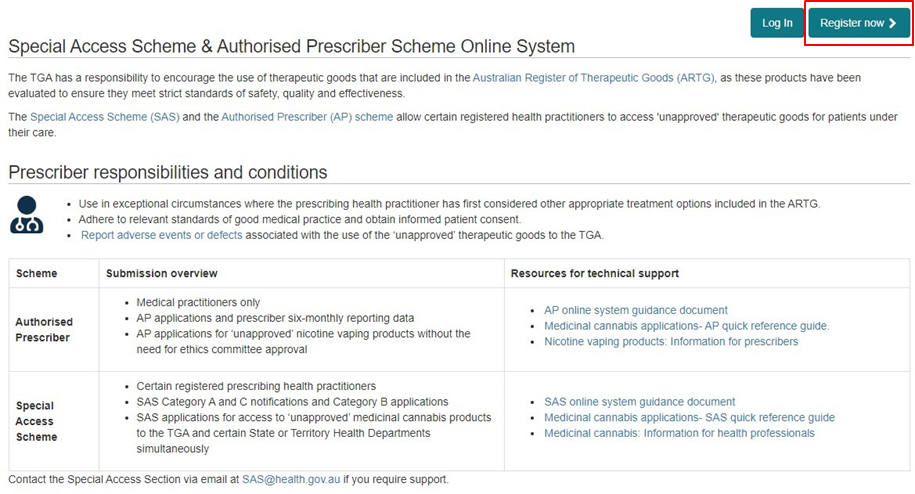 Log In
Register now
Special Access Scheme & Authorised Prescriber Scheme Online System
The TGA has a responsibility to encourage the use of therapeutic goods that are included in the Australian Register of Therapeutic Goods (ARTG), as these products have been
evaluated to ensure they meet strict standards of safety, quality and effectiveness.
The Special Access Scheme (SAS) and the Authorised Prescriber (AP) scheme allow certain registered health practitioners to access 'unapproved' therapeutic goods for patients under
their care.
Prescriber responsibilities and conditions
• Use in exceptional circumstances where the prescribing health practitioner has first considered other appropriate treatment options included in the ARTG.
• Adhere to relevant standards of good medical practice and obtain informed patient consent.
• Report adverse events or defects associated with the use of the 'unapproved' therapeutic goods to the TGA.
Scheme
Submission overview
Resources for technical support
Authorised
Prescriber
• Medical practitioners only
• AP applications and prescriber six-monthly reporting data
• AP applications for 'unapproved' nicotine vaping products without the
need for ethics committee approval
• AP online system guidance document
• Medicinal cannabis applications- AP quick reference guide.
• Nicotine vaping products: Information for prescribers
Special
Access
Scheme
• Certain registered prescribing health practitioners
• SAS Category A and C notifications and Category B applications
• SAS applications for access to 'unapproved' medicinal cannabis products
to the TGA and certain State or Territory Health Departments
simultaneously
• SAS online system guidance document
• Medicinal cannabis applications- SAS quick reference guide
• Medicinal cannabis: Information for health professionals
Contact the Special Access Section via email at SAS@health.gov.au if you require support.